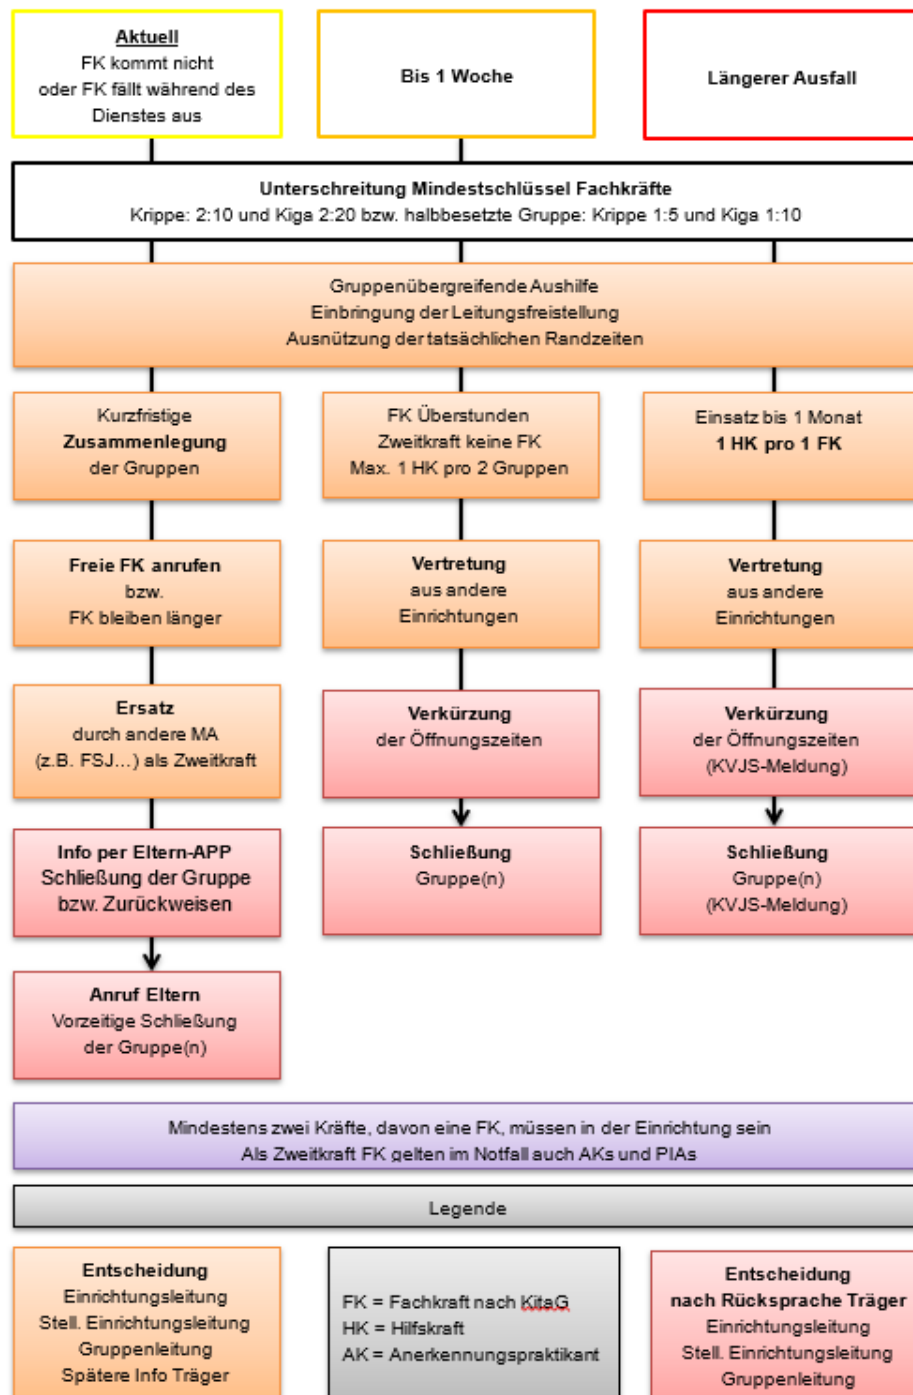 Aktuell
FK kommt nicht
oder FK fällt während des
Dienstes aus
Bis 1 Woche
Längerer Ausfall
Unterschreitung Mindestschlüssel Fachkräfte
Krippe: 2:10 und Kiga 2:20 bzw. halbbesetzte Gruppe: Krippe 1:5 und Kiga 1:10
Gruppenübergreifende Aushilfe
Einbringung der Leitungsfreistellung
Ausnützung der tatsächlichen Randzeiten
Kurzfristige
Zusammenlegung
der Gruppen
FK Überstunden
Zweitkraft keine FK
Max. 1 HK pro 2 Gruppen
Einsatz bis 1 Monat
1 HK pro 1 FK
Freie FK anrufen
bzw.
FK bleiben länger
Vertretung
aus andere
Einrichtungen
Vertretung
aus andere
Einrichtungen
Ersatz
durch andere MA
(z.B. FSJ…) als Zweitkraft
Verkürzung
der Öffnungszeiten
Verkürzung
der Öffnungszeiten
(KVJS-Meldung)
Info per Eltern-APP
Schließung der Gruppe
bzw. Zurückweisen
Schließung
Gruppe(n)
Schließung
Gruppe(n)
(KVJS-Meldung)
Anruf Eltern
Vorzeitige Schließung
der Gruppe(n)
Mindestens zwei Kräfte, davon eine FK, müssen in der Einrichtung sein
Als Zweitkraft FK gelten im Notfall auch AKs und PIAs
Legende
Entscheidung
Einrichtungsleitung
Stell. Einrichtungsleitung
Gruppenleitung
Spätere Info Träger
FK = Fachkraft nach KitaG
HK = Hilfskraft
AK = Anerkennungspraktikant
Entscheidung
nach Rücksprache Träger
Einrichtungsleitung
Stell. Einrichtungsleitung
Gruppenleitung